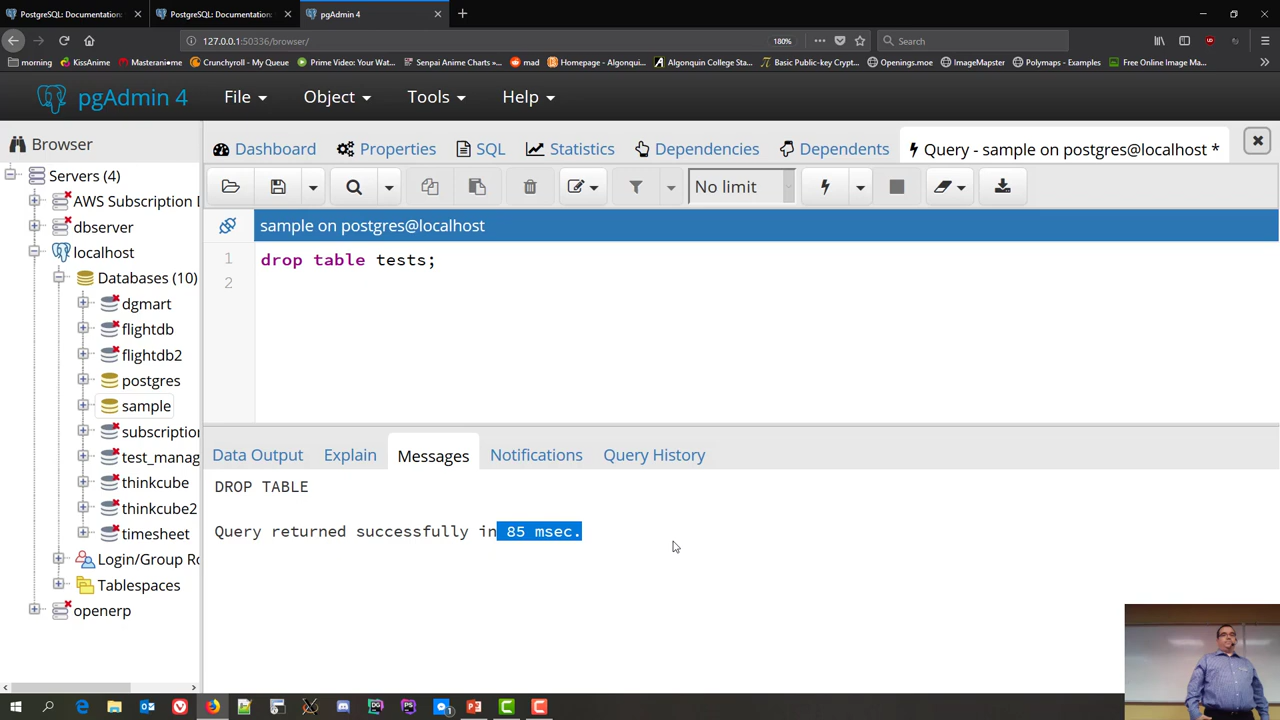 PostgreSQL: Documentation:
PostgreSQL: Documentation:
pgAdmin 4
127.0.0.1:50336/browser/
180%
Search
morning
KissAnime
Masterani•me
Crunchyroll - My Queue
Prime Video: Your Wat...
Senpai Anime Charts »...
mad
Homepage - Algonqui...
Algonquin College Sta...
Basic Public-key Crypt...
Openings.moe
ImageMapster
Polymaps - Examples
Free Online Image Ma...
pgAdmin 4
File
Object
Tools
Help
Browser
Dashboard
Properties
SQL
Statistics
Dependencies
Dependents
Query - sample on postgres@localhost *
Servers (4)
AWS Subscription
dbserver
localhost
Databases (10)
dgmart
flightdb
flightdb2
postgres
sample
subscription
test_manag
thinkcube
thinkcube2
timesheet
Login/Group Ro
Tablespaces
openerp
No limit
sample on postgres@localhost
1 drop table tests;
2
Data Output
Explain
Messages
Notifications
Query History
DROP TABLE
Query returned successfully in 85 msec.